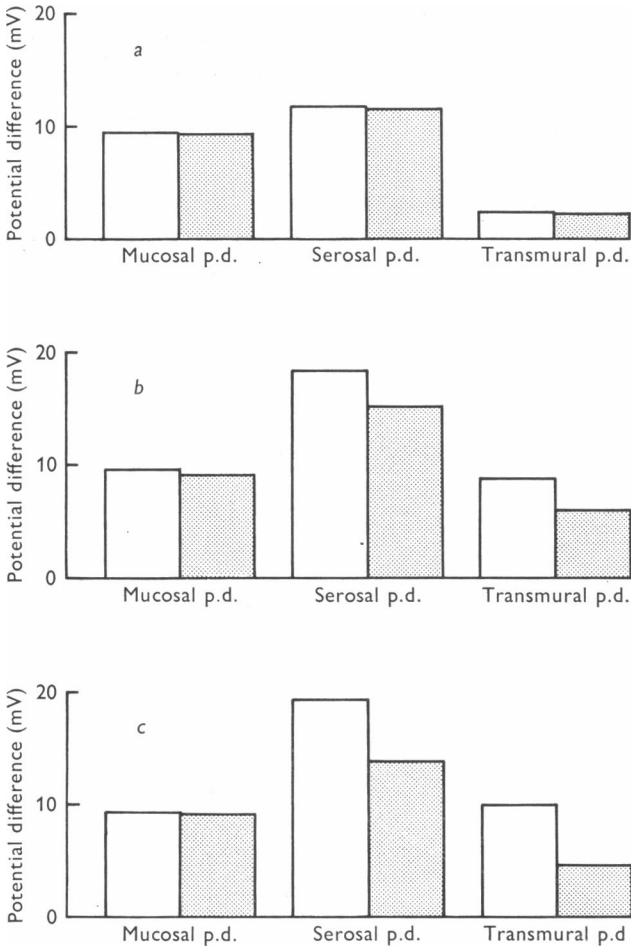 Potential difference (mV)
20
10
0
a
Mucosal p.d.
Serosal p.d.
Transmural p.d.
Potential difference (mV)
20
10
0
b
Mucosal p.d.
Serosal p.d.
Transmural p.d.
Potential difference (mV)
20
10
0
c
Mucosal p.d.
Serosal p.d.
Transmural p.d